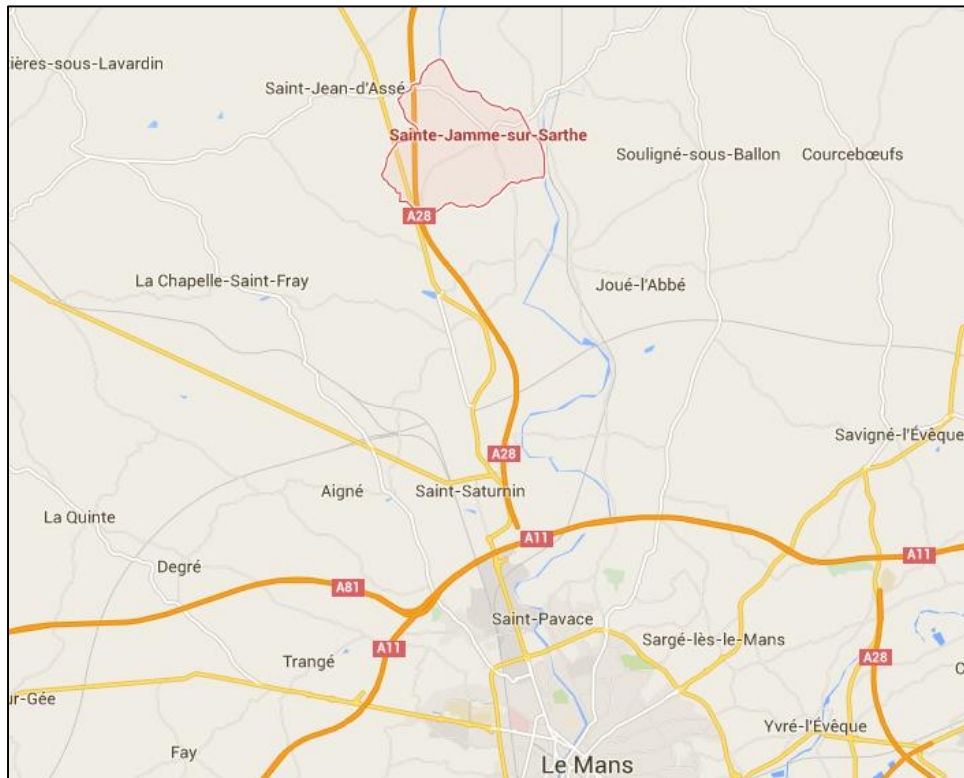 ières-sous-Lavardin
Saint-Jean-d'Assé
Sainte-Jamme-sur-Sarthe
Souligné-sous-Ballon
Courcebœufs
A28
La Chapelle-Saint-Fray
Joué-l'Abbé
Savigné-l'Évêque
A28
Aigné
Saint-Saturnin
La Quinte
A11
A11
Degré
A81
Saint-Pavace
Sargé-lès-le-Mans
A11
Trangé
A28
C
ur-Gée
Yvré-l'Évêque
Fay
Le Mans